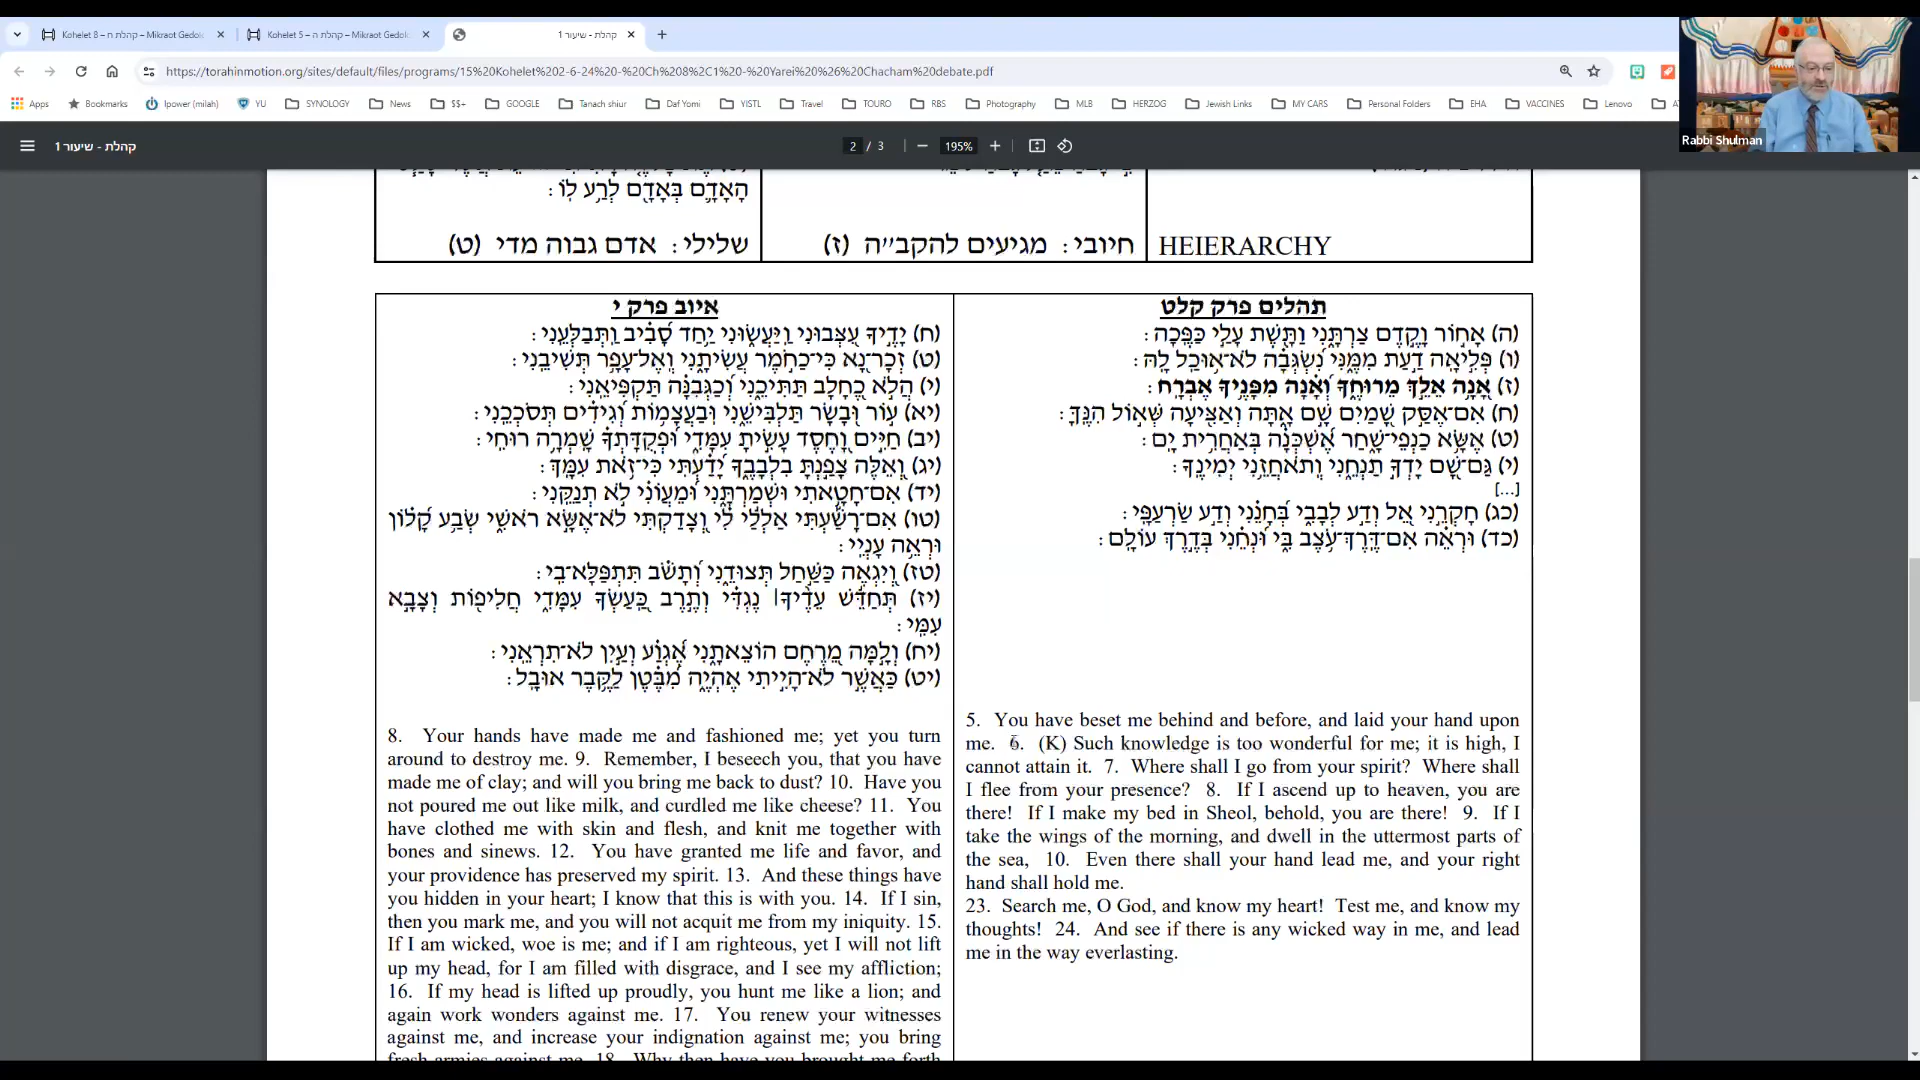 Kohelet 8 – קהלת ח – Mikraot Gedol
Kohelet 5 – קהלת ה – Mikraot Gedol
קהלת - שיעור 1
https://torahinmotion.org/sites/default/files/programs/15%20Kohelet%202-6-24%20-%20Ch%208%2C1%20-%20Yarei%20%26%20Chacham%20debate.pdf
Apps Bookmarks Ipower (milah) YU SYNOLOGY News $$+ GOOGLE Tanach shiur Daf Yomi YISTL Travel TOURO RBS Photography MLB HERZOG Jewish Links MY CARS Personal Folders EHA VACCINES Lenovo
Rabbi Shulman
קהלת - שיעור 1
2 / 3
195%
הָאָדָ֛ם בְּאָדָ֖ם לְרַ֥ע לֽוֹ:
HEIERARCHY
חיובי: מגיעים להקב״ה (ז)
שלילי: אדם גבוה מדי (ט)
תהלים פרק קלט
(ה) אָח֣וֹר וָקֶ֣דֶם צַרְתָּ֑נִי וַתָּ֖שֶׁת עָלַ֣י כַּפֶּֽכָה:
(ו) פְּלִ֣יאָֽה דַ֣עַת מִמֶּ֑נִּי נִ֝שְׂגְּבָ֗ה לֹא־א֥וּכַֽל לָֽהּ:
(ז) אָ֭נָ֥ה אֵלֵ֣ךְ מֵרוּחֶ֑ךָ וְ֝אָ֗נָה מִפָּנֶ֥יךָ אֶבְרָֽח:
(ח) אִם־אֶסַּ֣ק שָׁ֭מַיִם שָׁ֣ם אָ֑תָּה וְאַצִּ֖יעָה שְּׁא֣וֹל הִנֶּֽךָּ:
(ט) אֶשָּׂ֥א כַנְפֵי־שָׁ֑חַר אֶ֝שְׁכְּנָ֗ה בְּאַחֲרִ֥ית יָֽם:
(י) גַּם־שָׁ֭ם יָדְךָ֣ תַנְחֵ֑נִי וְֽתֹאחֲזֵ֥נִי יְמִינֶֽךָ:
[...]
(כג) חָקְרֵ֣נִי אֵ֭ל וְדַ֣ע לְבָבִ֑י בְּ֝חָנֵ֗נִי וְדַ֣ע שַׂרְעַפָּֽי:
(כד) וּרְאֵ֗ה אִם־דֶּֽרֶךְ־עֹ֥צֶב בִּ֑י וּ֝נְחֵ֗נִי בְּדֶ֣רֶךְ עוֹלָֽם:
5. You have beset me behind and before, and laid your hand upon
me. 6. (K) Such knowledge is too wonderful for me; it is high, I
cannot attain it. 7. Where shall I go from your spirit? Where shall
I flee from your presence? 8. If I ascend up to heaven, you are
there! If I make my bed in Sheol, behold, you are there! 9. If I
take the wings of the morning, and dwell in the uttermost parts of
the sea, 10. Even there shall your hand lead me, and your right
hand shall hold me.
23. Search me, O God, and know my heart! Test me, and know my
thoughts! 24. And see if there is any wicked way in me, and lead
me in the way everlasting.
איוב פרק י
(ח) יָדֶ֣יךָ עִ֭צְּבוּנִי וַֽיַּעֲשׂ֑וּנִי יַ֥חַד סָ֝בִ֗יב וַֽתְּבַלְּעֵֽנִי:
(ט) זְכָר־נָ֭א כִּי־כַחֹ֣מֶר עֲשִׂיתָ֑נִי וְֽאֶל־עָפָ֥ר תְּשִׁיבֵֽנִי:
(י) הֲלֹ֣א כֶ֭חָלָב תַּתִּיכֵ֑נִי וְ֝כַגְּבִנָּ֗ה תַּקְפִּיאֵֽנִי:
(יא) ע֣וֹר וּ֭בָשָׂר תַּלְבִּישֵׁ֑נִי וּֽבַעֲצָמ֥וֹת וְ֝גִידִ֗ים תְּסֹכְכֵֽנִי:
(יב) חַיִּ֣ים וָ֭חֶסֶד עָשִׂ֣יתָ עִמָּדִ֑י וּ֝פְקֻדָּתְךָ֗ שָֽׁמְרָ֥ה רוּחִֽי:
(יג) וְ֭אֵלֶּה צָפַ֣נְתָּ בִלְבָבֶ֑ךָ יָ֝דַ֗עְתִּי כִּי־זֹ֥את עִמָּֽךְ:
(יד) אִם־חָטָ֥אתִי וּשְׁמַרְתָּ֑נִי וּ֝מֵעֲוֺנִ֗י לֹ֣א תְנַקֵּֽנִי:
(טו) אִם־רָשַׁ֡עְתִּי אַלְלַ֬י לִ֗י וְ֭צָדַקְתִּי לֹא־אֶשָּׂ֣א רֹאשִׁ֑י שְׂבַ֥ע קָ֝ל֗וֹן
וּרְאֵ֥ה עָנְיִֽי:
(טז) וְ֭יִגְאֶה כַּשַּׁ֣חַל תְּצוּדֵ֑נִי וְ֝תָשֹׁ֗ב תִּתְפַּלָּא־בִֽי:
(יז) תְּחַדֵּ֬שׁ עֵדֶ֨יךָ׀ נֶגְדִּ֗י וְתֶ֣רֶב כַּֽ֭עַשְׂךָ עִמָּדִ֑י חֲלִיפ֖וֹת וְצָבָ֣א
עִמִּֽי:
(יח) וְלָ֣מָּה מֵ֭רֶחֶם הֹצֵאתָ֑נִי אֶ֝גְוַ֗ע וְעַ֣יִן לֹא־תִרְאֵֽנִי:
(יט) כַּאֲשֶׁ֣ר לֹא־הָיִ֣יתִי אֶהְיֶ֑ה מִ֝בֶּ֗טֶן לַקֶּ֥בֶר אוּבָֽל:
8. Your hands have made me and fashioned me; yet you turn
around to destroy me. 9. Remember, I beseech you, that you have
made me of clay; and will you bring me back to dust? 10. Have you
not poured me out like milk, and curdled me like cheese? 11. You
have clothed me with skin and flesh, and knit me together with
bones and sinews. 12. You have granted me life and favor, and
your providence has preserved my spirit. 13. And these things have
you hidden in your heart; I know that this is with you. 14. If I sin,
then you mark me, and you will not acquit me from my iniquity. 15.
If I am wicked, woe is me; and if I am righteous, yet I will not lift
up my head, for I am filled with disgrace, and I see my affliction;
16. If my head is lifted up proudly, you hunt me like a lion; and
again work wonders against me. 17. You renew your witnesses
against me, and increase your indignation against me; you bring
fresh armies against me. 18. Why then have you brought me forth